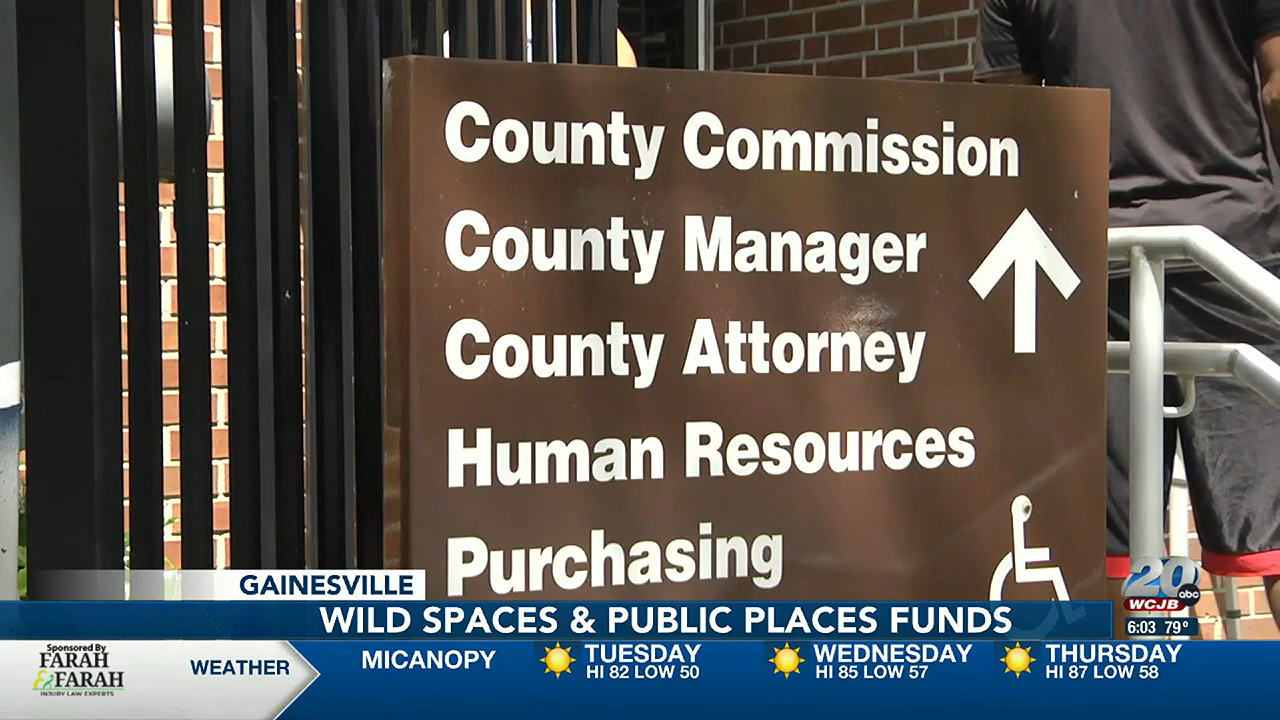 County Commission
County Manager
County Attorney
Human Resources
Purchasing
GAINESVILLE
WILD SPACES & PUBLIC PLACES FUNDS
20
abc
WCJB
6:03 79°
Sponsored By
FARAH
& FARAH
INJURY LAW EXPERTS
WEATHER
MICANOPY
TUESDAY
HI 82 LOW 50
WEDNESDAY
HI 85 LOW 57
THURSDAY
HI 87 LOW 58